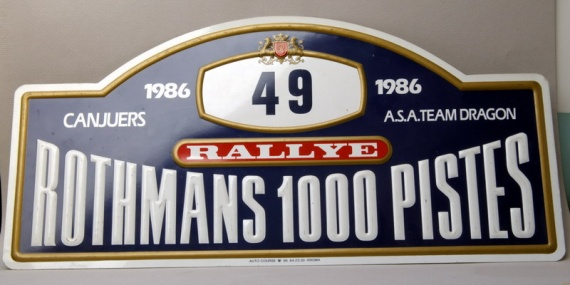 49
1986 1986
CANJUERS A.S.A. TEAM DRAGON
RALLYE
ROTHMANS 1000 PISTES